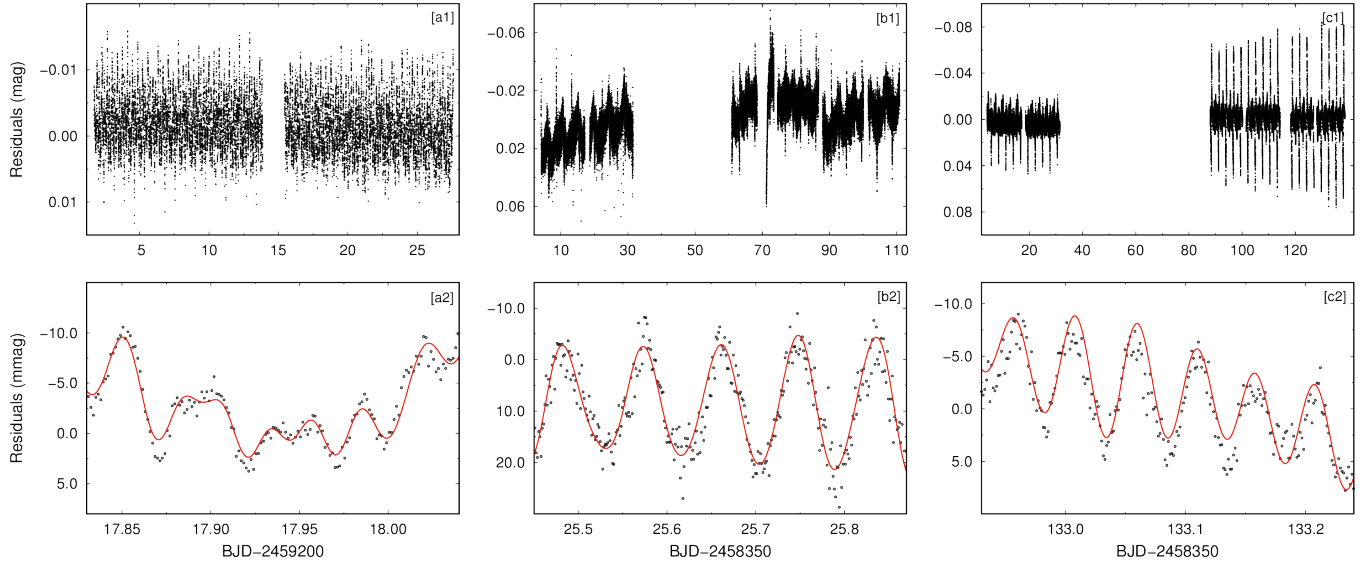 [a1] [b1] [c1]
Residuals (mag)
−0.01 0.00 0.01
−0.06 −0.02 0.02 0.06
−0.08 −0.04 0.00 0.04 0.08
5 10 15 20 25
10 30 50 70 90 110
20 40 60 80 100 120
[a2] [b2] [c2]
Residuals (mmag)
−10.0 −5.0 0.0 5.0
−10.0 0.0 10.0 20.0
−10.0 −5.0 0.0 5.0
17.85 17.90 17.95 18.00
25.5 25.6 25.7 25.8
133.0 133.1 133.2
BJD−2459200 BJD−2458350 BJD−2458350